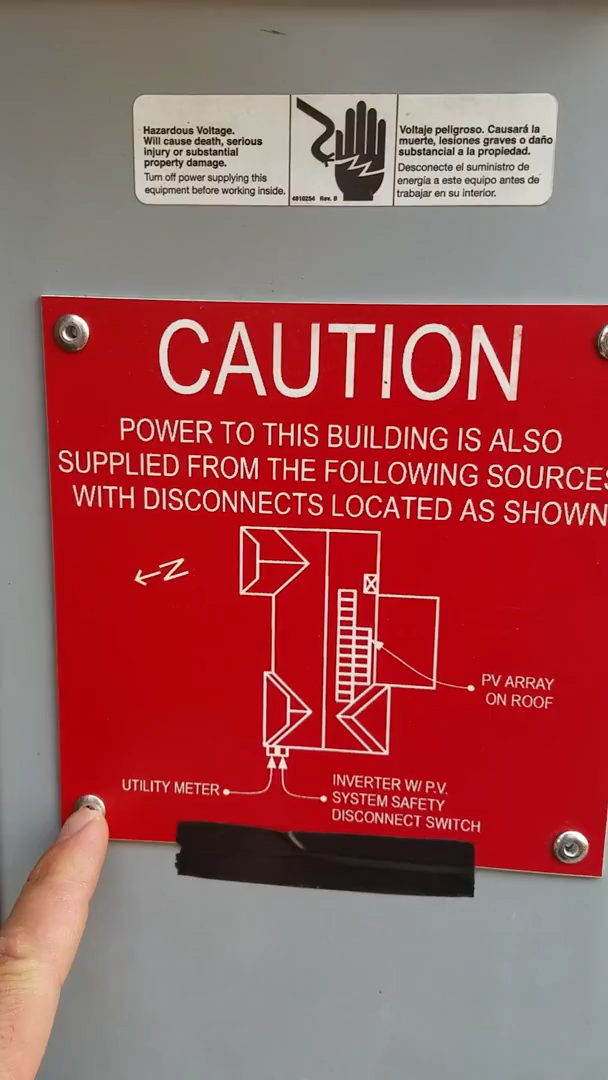 Hazardous Voltage.
Will cause death, serious
injury or substantial
property damage.
Turn off power supplying this
equipment before working inside.
4818254 Rev. B
Voltaje peligroso. Causará la
muerte, lesiones graves o daño
substancial a la propiedad.
Desconecte el suministro de
energía a este equipo antes de
trabajar en su interior.
CAUTION
POWER TO THIS BUILDING IS ALSO
SUPPLIED FROM THE FOLLOWING SOURCES
WITH DISCONNECTS LOCATED AS SHOWN
N
PV ARRAY
ON ROOF
UTILITY METER
INVERTER W/ P.V.
SYSTEM SAFETY
DISCONNECT SWITCH